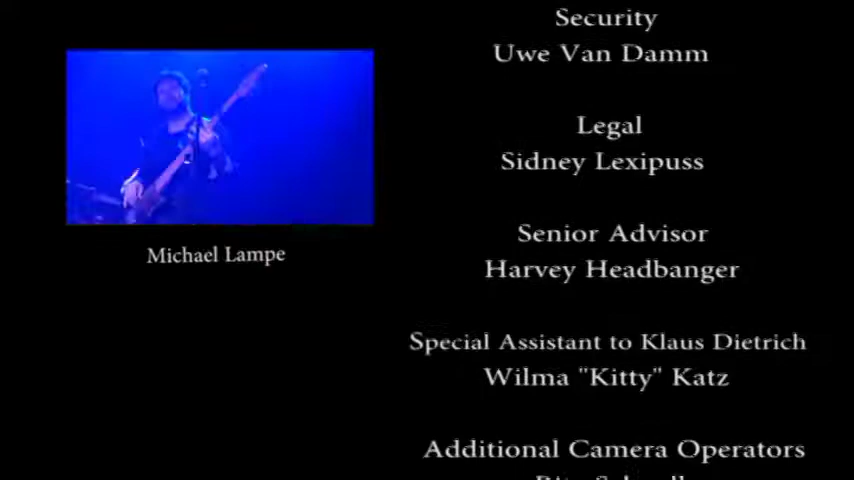 Michael Lampe
Security
Uwe Van Damm
Legal
Sidney Lexipuss
Senior Advisor
Harvey Headbanger
Special Assistant to Klaus Dietrich
Wilma "Kitty" Katz
Additional Camera Operators